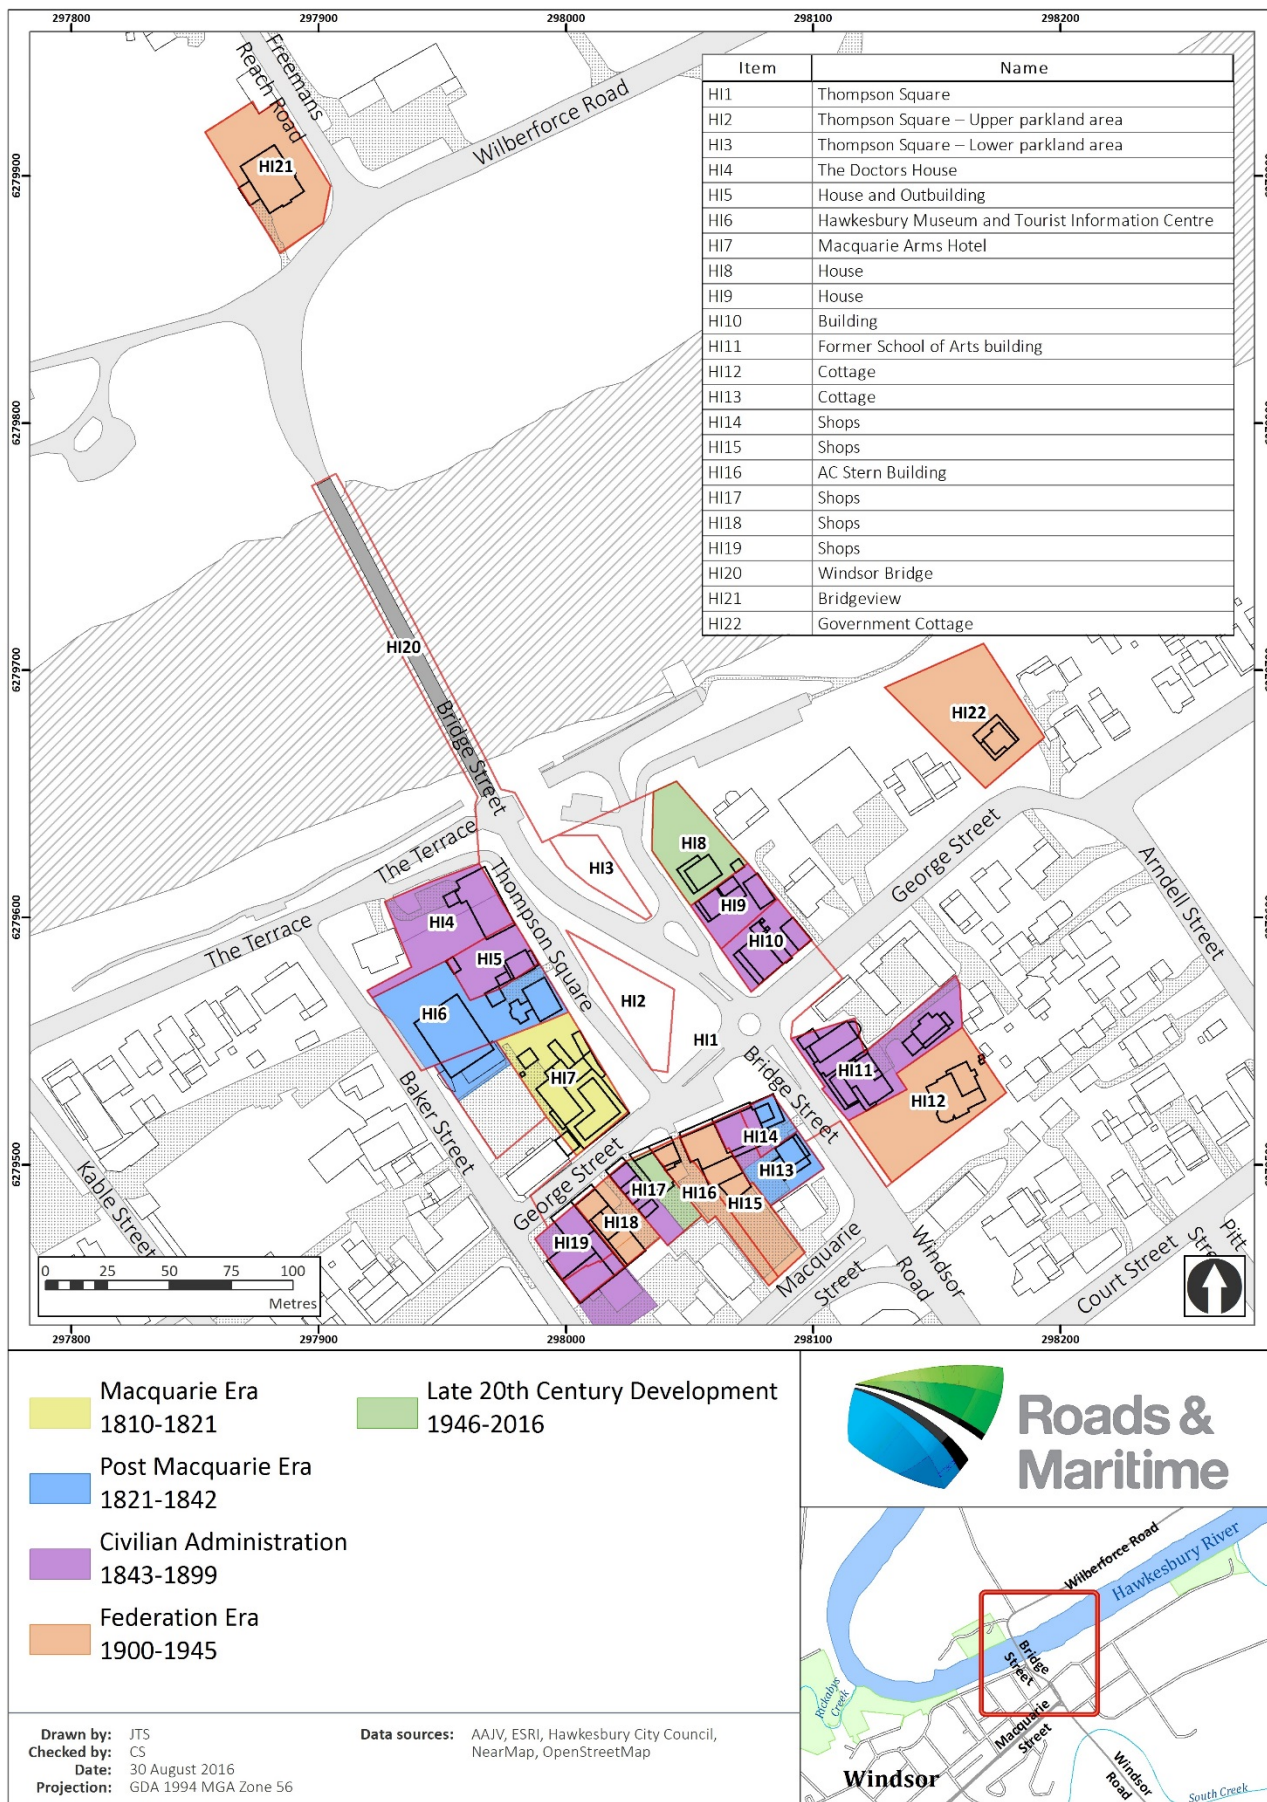 297800 297900 298000 298100 298200
Item Name
HI1 Thompson Square
HI2 Thompson Square – Upper parkland area
HI3 Thompson Square – Lower parkland area
HI4 The Doctors House
HI5 House and Outbuilding
HI6 Hawkesbury Museum and Tourist Information Centre
HI7 Macquarie Arms Hotel
HI8 House
HI9 House
HI10 Building
HI11 Former School of Arts building
HI12 Cottage
HI13 Cottage
HI14 Shops
HI15 Shops
HI16 AC Stern Building
HI17 Shops
HI18 Shops
HI19 Shops
HI20 Windsor Bridge
HI21 Bridgeview
HI22 Government Cottage
Freemans
Reach Road
Wilberforce Road
HI21
6279900
6279800
6279700
6279600
6279500
HI20
Bridge Street
HI22
The Terrace
The Terrace
Thompson Square
HI3
HI8
HI9
HI10
George Street
Arndell Street
HI4
HI5
HI6
HI2
HI1
HI7
Bridge Street
HI11
HI12
Baker Street
Kable Street
George Street
HI14
HI13
HI17
HI16
HI15
HI18
HI19
Macquarie
Street
Windsor
Road
Court Street
Pitt
Street
0 25 50 75 100
Metres
297800 297900 298000 298100 298200
Macquarie Era
1810-1821
Post Macquarie Era
1821-1842
Civilian Administration
1843-1899
Federation Era
1900-1945
Late 20th Century Development
1946-2016
Roads &
Maritime
Wilberforce Road
Hawkesbury River
Bridge
Street
Rickabys
Creek
Macquarie
Street
Windsor
Windsor
Road
South Creek
Drawn by: JTS
Checked by: CS
Date: 30 August 2016
Projection: GDA 1994 MGA Zone 56
Data sources: AAJV, ESRI, Hawkesbury City Council,
NearMap, OpenStreetMap